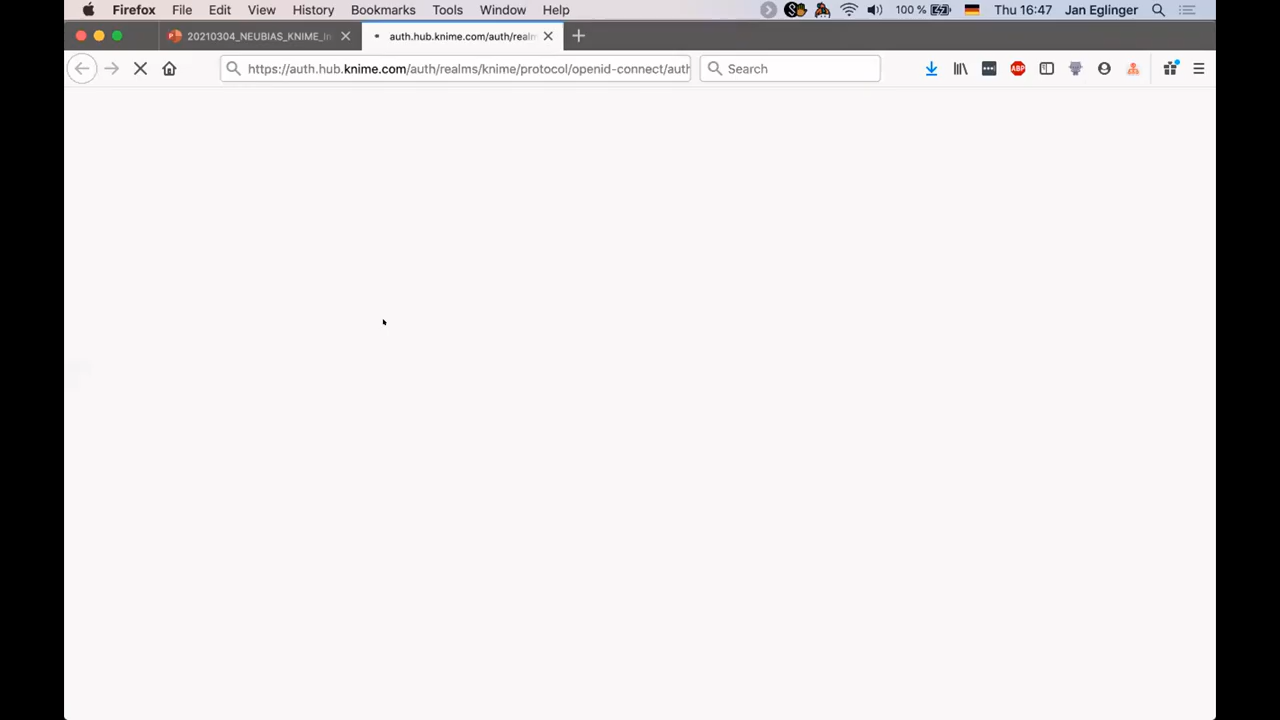 Firefox File Edit View History Bookmarks Tools Window Help 100 % Thu 16:47 Jan Eglinger
20210304_NEUBIAS_KNIME_In auth.hub.knime.com/auth/realm
https://auth.hub.knime.com/auth/realms/knime/protocol/openid-connect/auth Search ABP